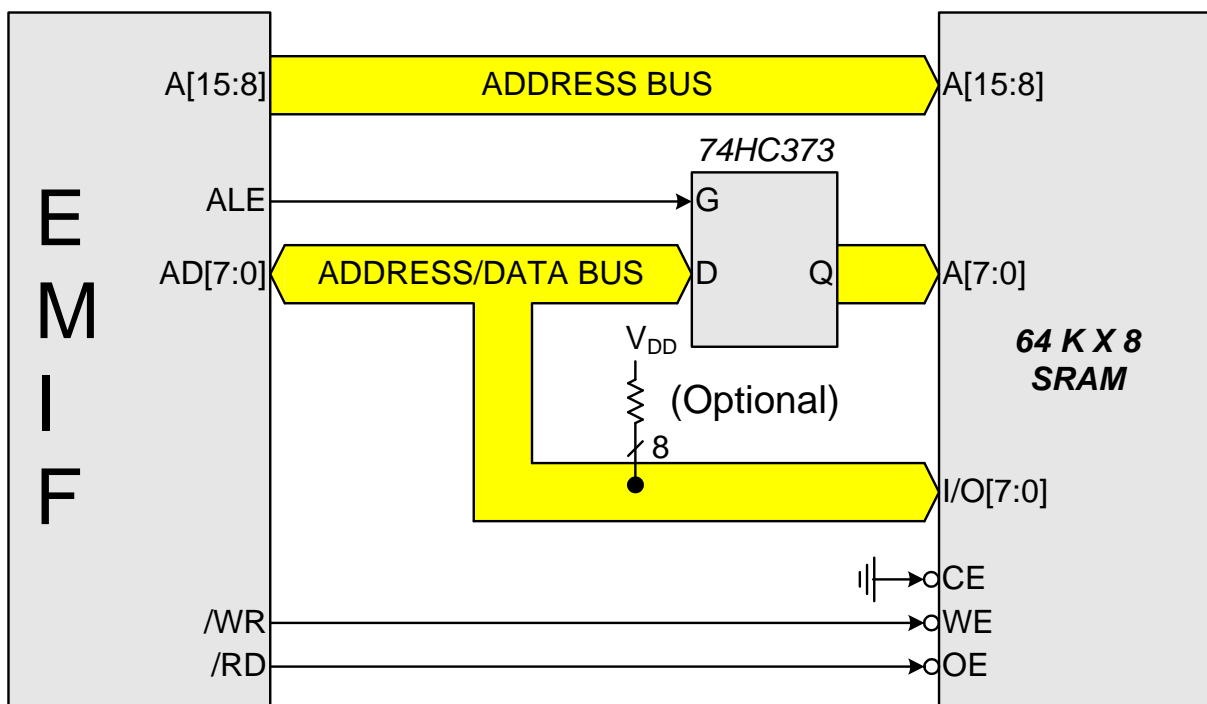 A[15:8]
ADDRESS BUS
A[15:8]
74HC373
ALE
G
EMIF
AD[7:0]
ADDRESS/DATA BUS
D
Q
A[7:0]
VDD
64 K X 8
SRAM
(Optional)
8
I/O[7:0]
CE
/WR
WE
/RD
OE